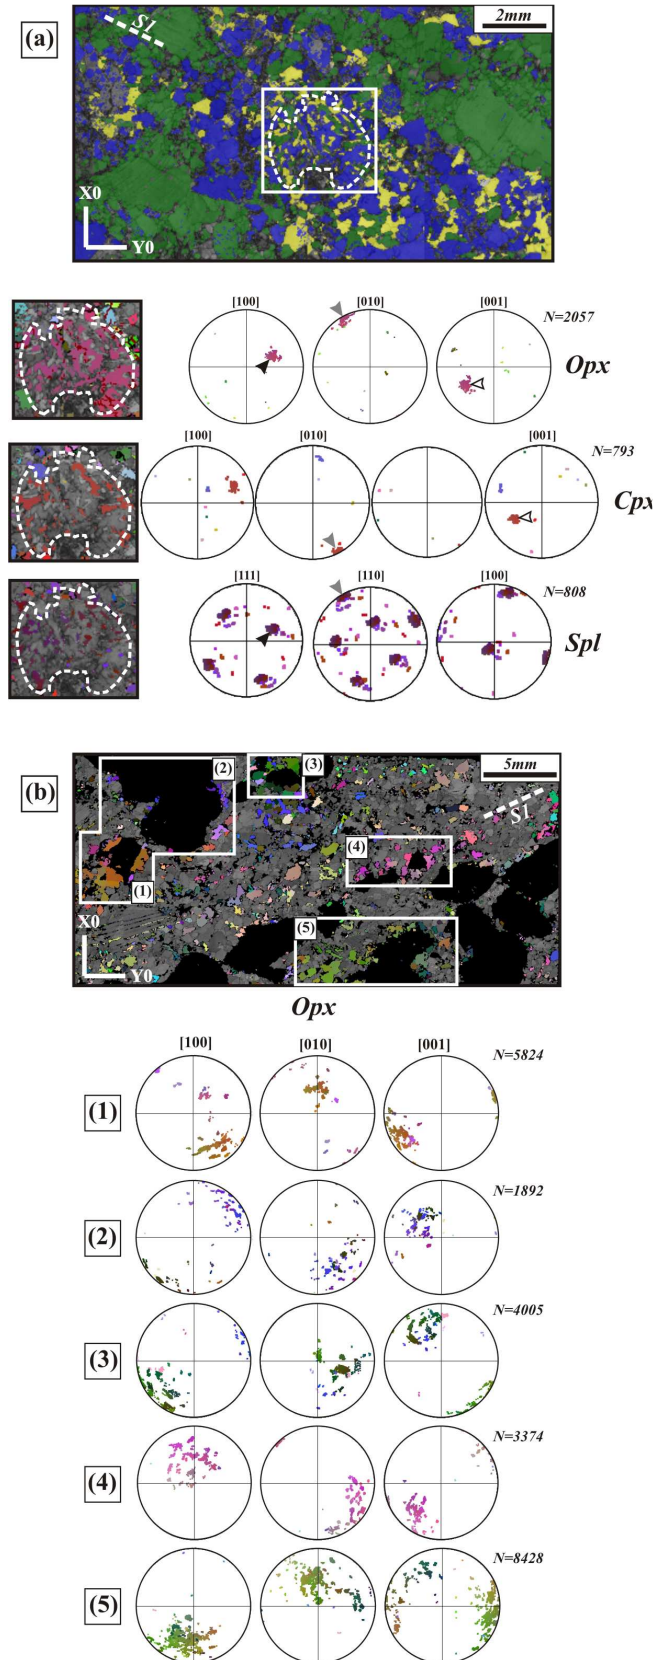 (a)
S1
2mm
X0
Y0
[100] [010] [001]
N=2057
Opx
[100] [010] [001]
N=793
Cpx
[111] [110] [100]
N=808
Spl
(b)
(2)
(3)
5mm
S1
(4)
(1)
(5)
X0
Y0
Opx
[100] [010] [001]
N=5824
(1)
N=1892
(2)
N=4005
(3)
N=3374
(4)
N=8428
(5)